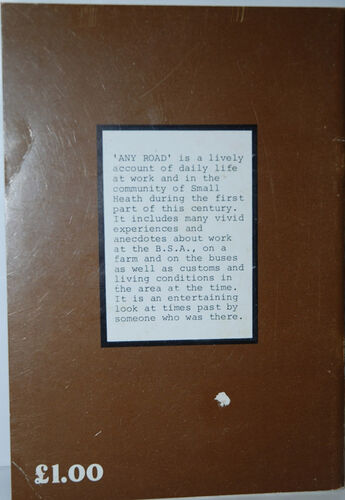 'ANY ROAD' is a lively
account of daily life
at work and in the
community of Small
Heath during the first
part of this century.
It includes many vivid
experiences and
anecdotes about work
at the B.S.A., on a
farm and on the buses
as well as customs and
living conditions in
the area at the time.
It is an entertaining
look at times past by
someone who was there.
£1.00